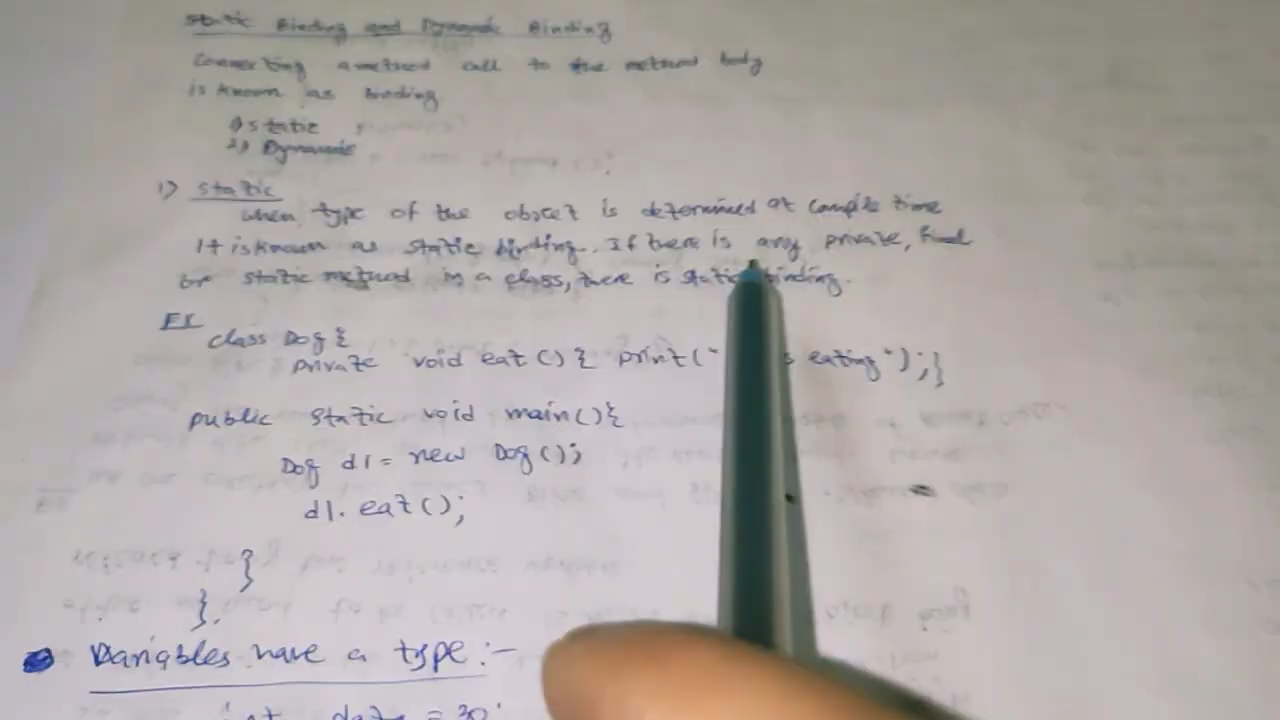 Static Binding and Dynamic Binding
Connecting a method call to the method body
is known as binding
1) static
2) Dynamic
1) static
when type of the object is determined at compile time
It is known as static binding. If there is any private, final
or static method in a class, there is static binding.
EX
class Dog {
private void eat () { print(" s eating");}
public static void main(){
Dog d1 = new Dog();
d1. eat();
}
}.
Variables have a type :-
int data = 30